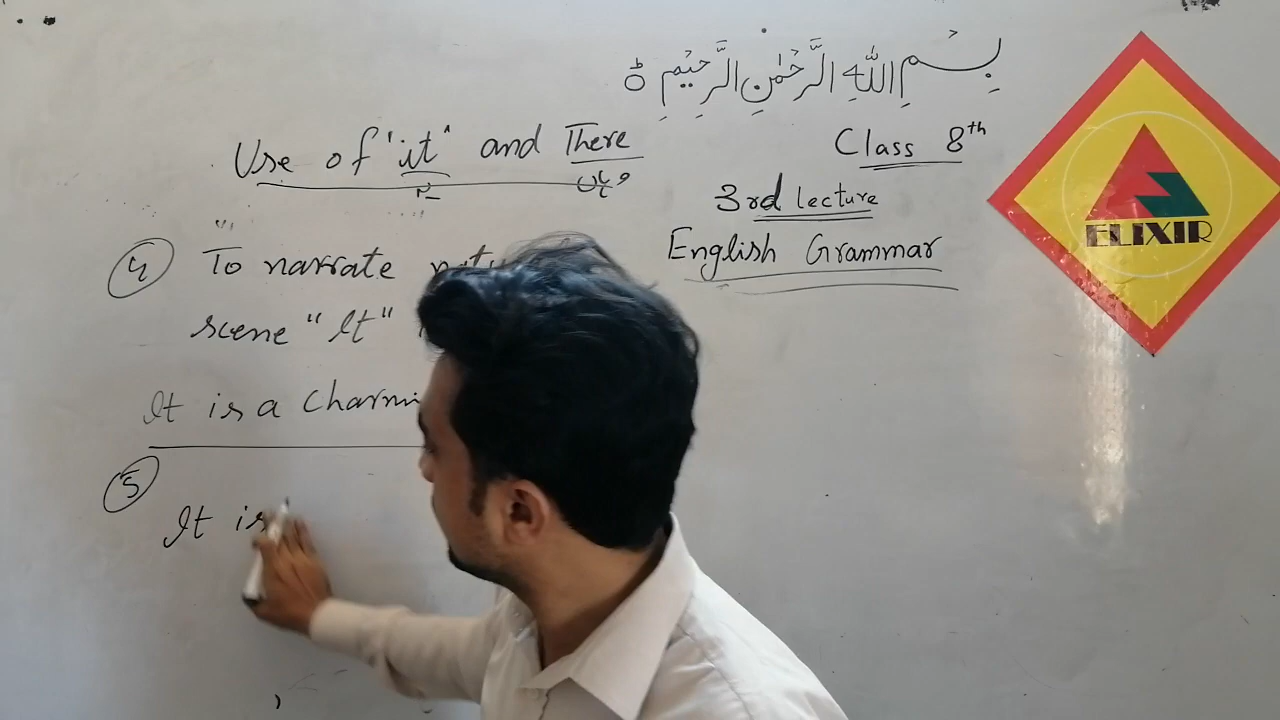 بِسْمِ اللّٰهِ الرَّحْمٰنِ الرَّحِيْمِ ٥
Use of "it" and There
یہ وہاں
Class 8th
3rd lecture
English Grammar
ELIXIR
4 To narrate
scene "It"
It is a Charmi
5
It is